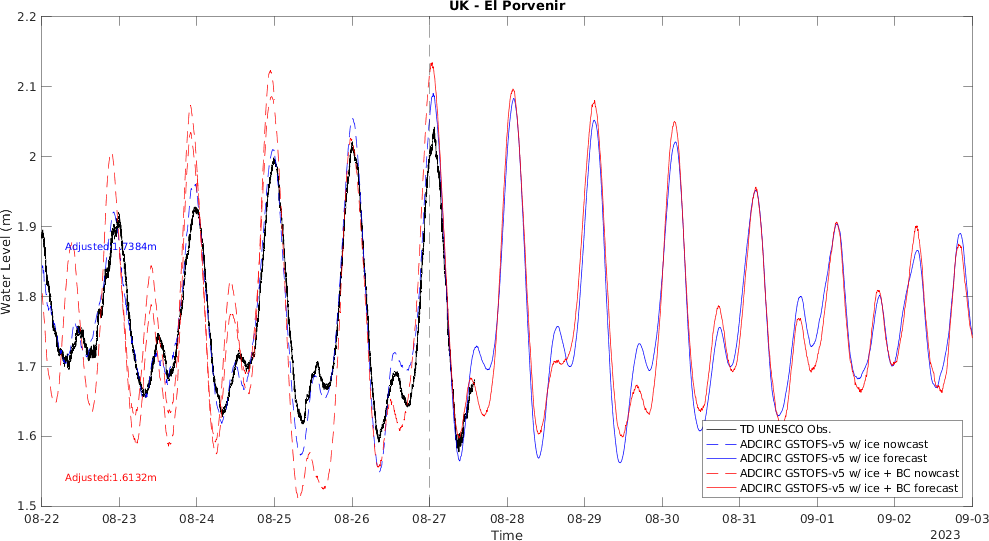 UK - El Porvenir
2.2
2.1
2
1.9
1.8
1.7
1.6
1.5
Water Level (m)
Adjusted:1.7384m
Adjusted:1.6132m
TD UNESCO Obs.
ADCIRC GSTOFS-v5 w/ ice nowcast
ADCIRC GSTOFS-v5 w/ ice forecast
ADCIRC GSTOFS-v5 w/ ice + BC nowcast
ADCIRC GSTOFS-v5 w/ ice + BC forecast
08-22 08-23 08-24 08-25 08-26 08-27 08-28 08-29 08-30 08-31 09-01 09-02 09-03
Time
2023